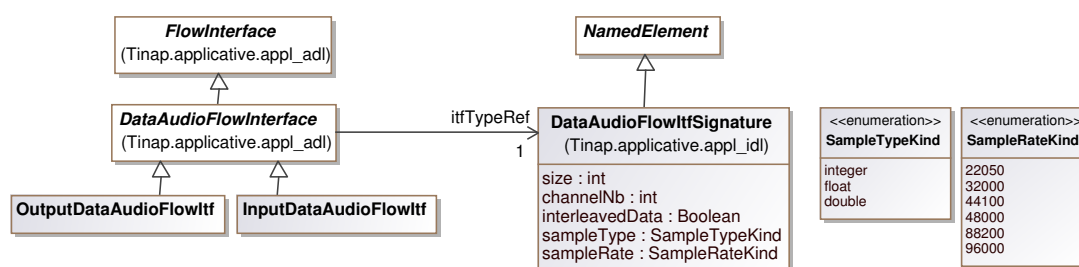 FlowInterface
(Tinap.applicative.appl_adl)
DataAudioFlowInterface
(Tinap.applicative.appl_adl)
OutputDataAudioFlowItf
InputDataAudioFlowItf
itfTypeRef
1
NamedElement
DataAudioFlowItfSignature
(Tinap.applicative.appl_idl)
size : int
channelNb : int
interleavedData : Boolean
sampleType : SampleTypeKind
sampleRate : SampleRateKind
<<enumeration>>
SampleTypeKind
integer
float
double
<<enumeration>>
SampleRateKind
22050
32000
44100
48000
88200
96000